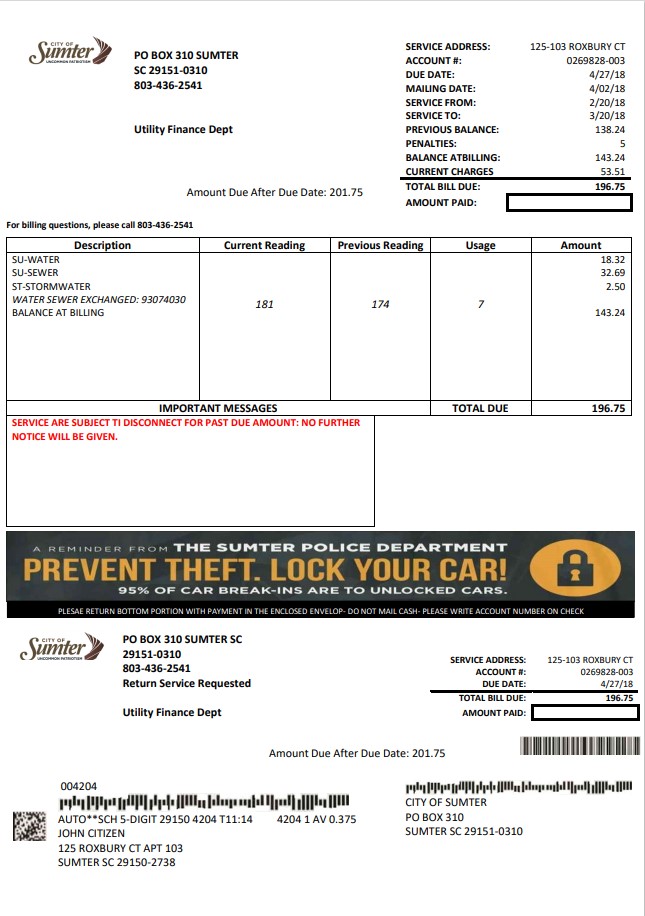 CITY OF
Sumter
UNCOMMON PATRIOTISM
PO BOX 310 SUMTER
SC 29151-0310
803-436-2541
Utility Finance Dept
SERVICE ADDRESS: 125-103 ROXBURY CT
ACCOUNT #: 0269828-003
DUE DATE: 4/27/18
MAILING DATE: 4/02/18
SERVICE FROM: 2/20/18
SERVICE TO: 3/20/18
PREVIOUS BALANCE: 138.24
PENALTIES: 5
BALANCE ATBILLING: 143.24
CURRENT CHARGES 53.51
Amount Due After Due Date: 201.75
TOTAL BILL DUE: 196.75
AMOUNT PAID:
For billing questions, please call 803-436-2541
Description Current Reading Previous Reading Usage Amount
SU-WATER 18.32
SU-SEWER 32.69
ST-STORMWATER 2.50
WATER SEWER EXCHANGED: 93074030 181 174 7
BALANCE AT BILLING 143.24
IMPORTANT MESSAGES TOTAL DUE 196.75
SERVICE ARE SUBJECT TI DISCONNECT FOR PAST DUE AMOUNT: NO FURTHER
NOTICE WILL BE GIVEN.
A REMINDER FROM THE SUMTER POLICE DEPARTMENT
PREVENT THEFT. LOCK YOUR CAR!
95% OF CAR BREAK-INS ARE TO UNLOCKED CARS.
PLESAE RETURN BOTTOM PORTION WITH PAYMENT IN THE ENCLOSED ENVELOP- DO NOT MAIL CASH- PLEASE WRITE ACCOUNT NUMBER ON CHECK
CITY OF
Sumter
UNCOMMON PATRIOTISM
PO BOX 310 SUMTER SC
29151-0310
803-436-2541
Return Service Requested
Utility Finance Dept
SERVICE ADDRESS: 125-103 ROXBURY CT
ACCOUNT #: 0269828-003
DUE DATE: 4/27/18
TOTAL BILL DUE: 196.75
AMOUNT PAID:
Amount Due After Due Date: 201.75
004204
AUTO**SCH 5-DIGIT 29150 4204 T11:14 4204 1 AV 0.375
JOHN CITIZEN
125 ROXBURY CT APT 103
SUMTER SC 29150-2738
CITY OF SUMTER
PO BOX 310
SUMTER SC 29151-0310